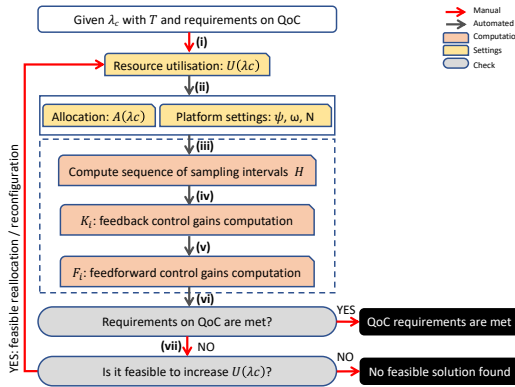 Given λ_c with T and requirements on QoC
(i)
Resource utilisation: U(λc)
(ii)
Allocation: A(λc)
Platform settings: ψ, ω, N
(iii)
Compute sequence of sampling intervals H
(iv)
K_i: feedback control gains computation
(v)
F_i: feedforward control gains computation
(vi)
Requirements on QoC are met?
YES
QoC requirements are met
(vii)
NO
Is it feasible to increase U(λc)?
NO
No feasible solution found
YES: feasible reallocation / reconfiguration
Manual
Automated
Computation
Settings
Check